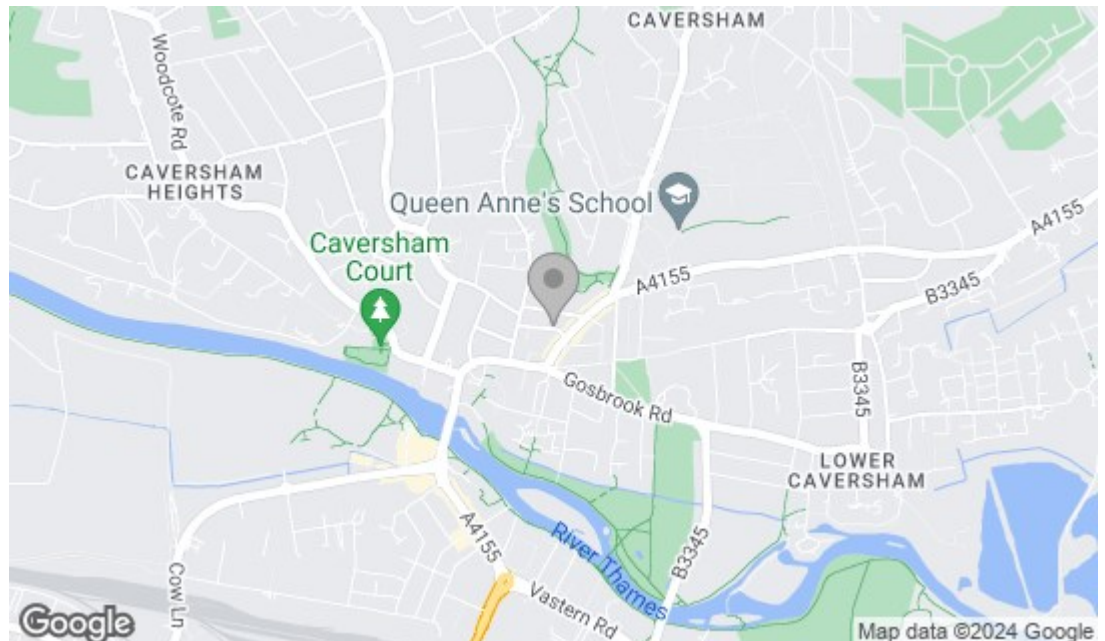 CAVERSHAM
Woodcote Rd
CAVERSHAM
HEIGHTS
Queen Anne's School
Caversham
Court
A4155
A4155
B3345
B3345
Gosbrook Rd
LOWER
CAVERSHAM
A4155
River Thames
B3345
Cow Ln
Vastern Rd
Google
Map data ©2024 Google